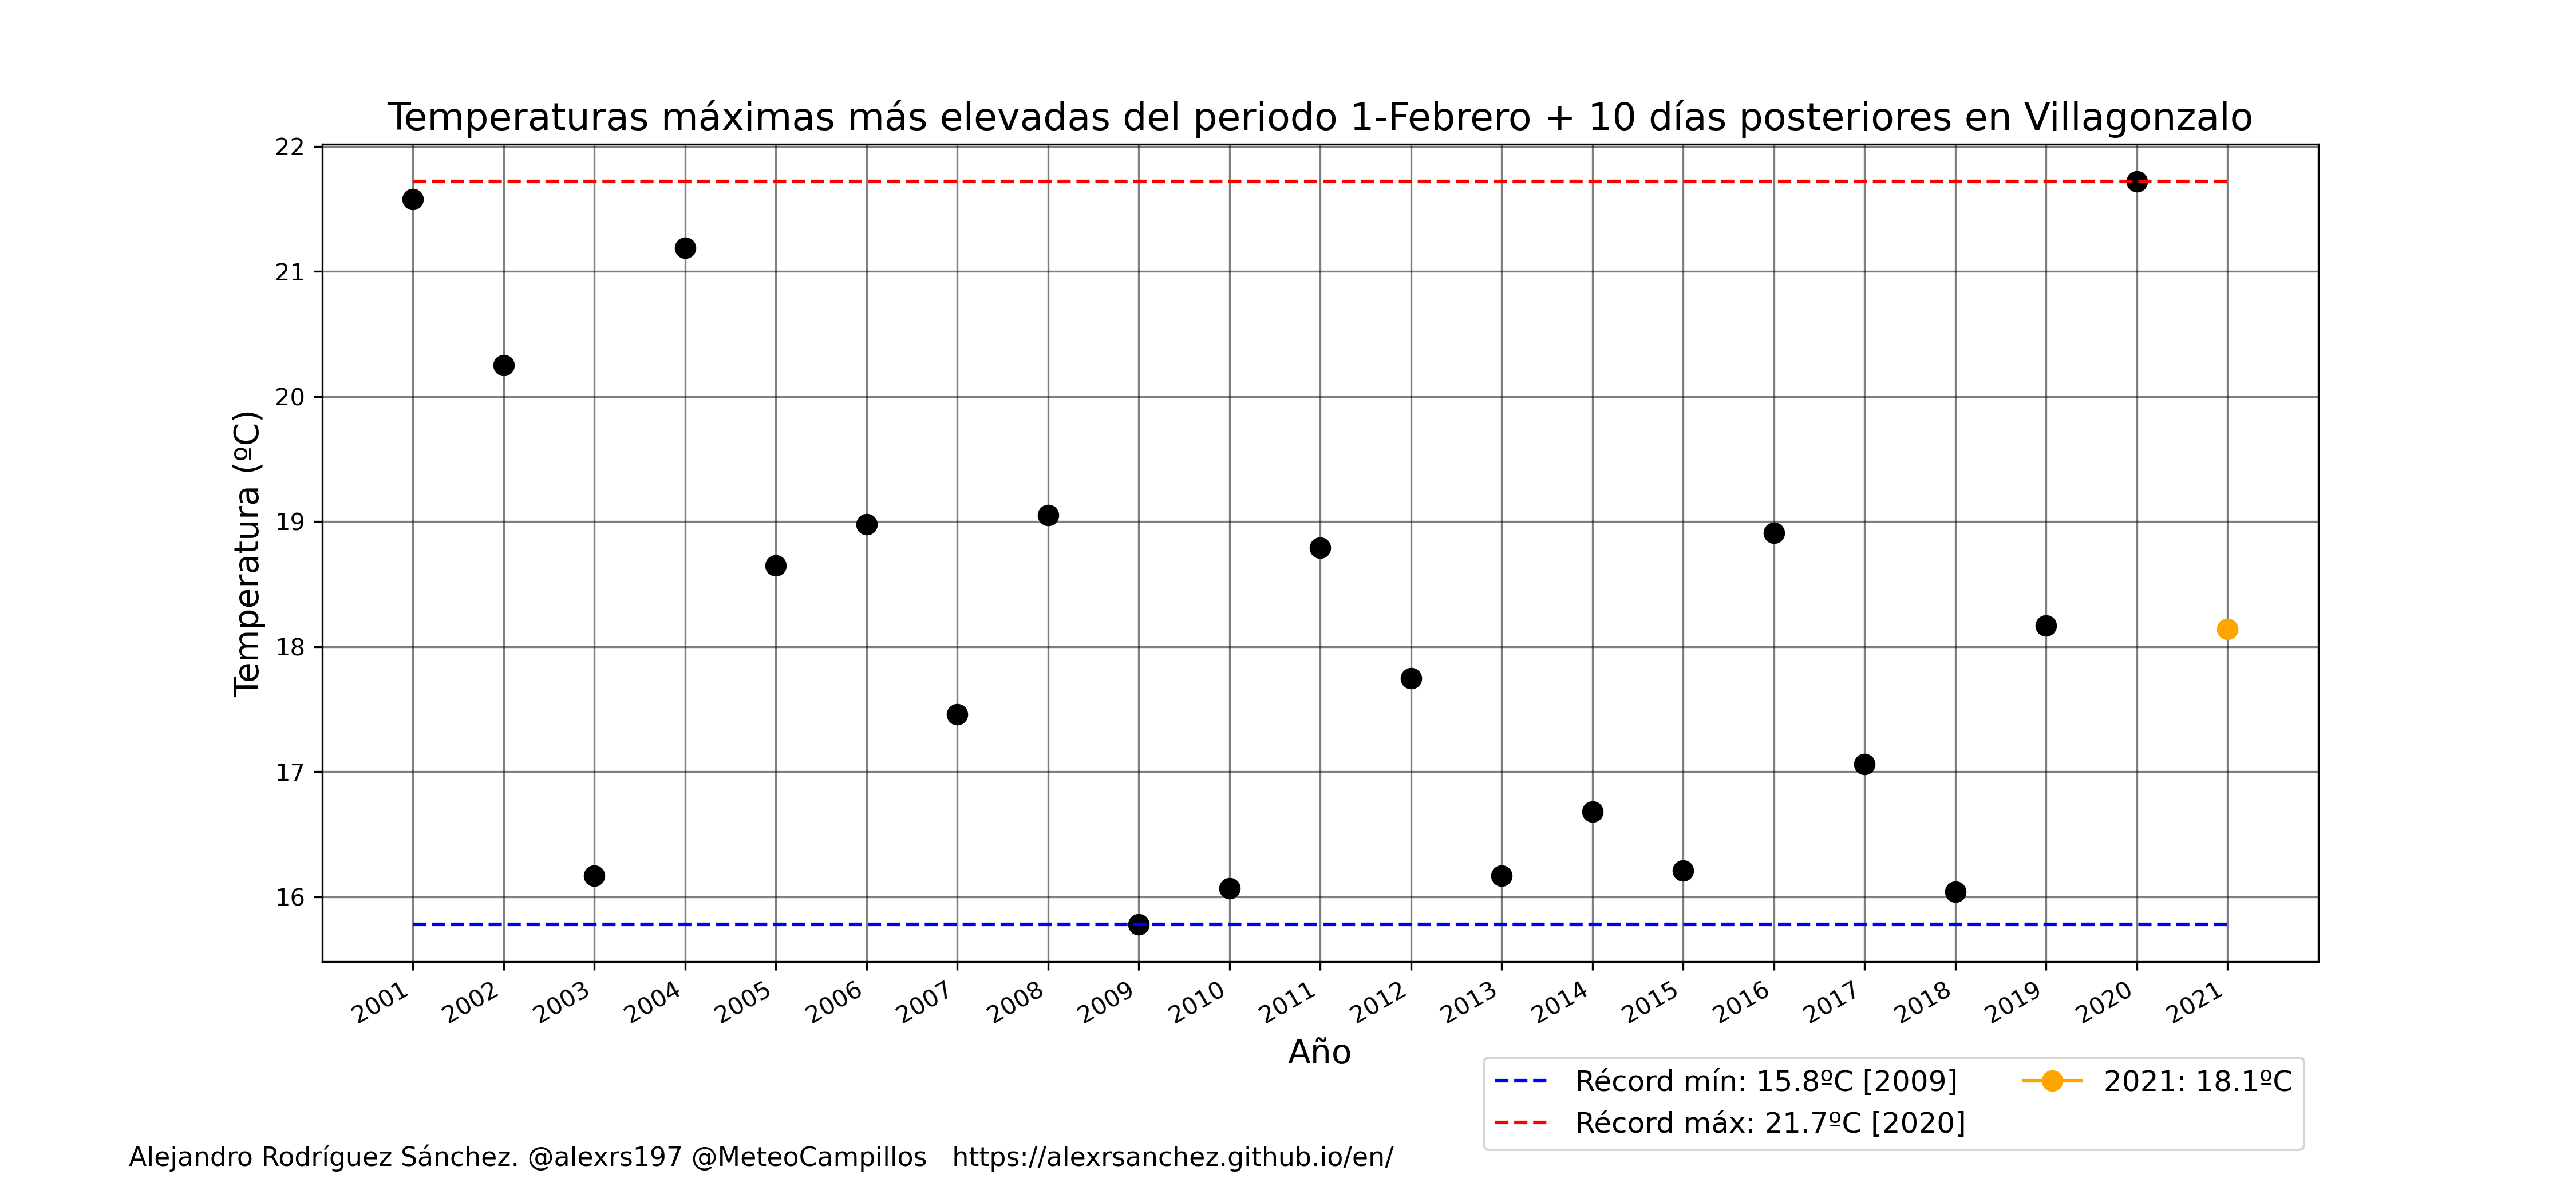 Temperaturas máximas más elevadas del periodo 1-Febrero + 10 días posteriores en Villagonzalo
Temperatura (ºC)
22
21
20
19
18
17
16
2001 2002 2003 2004 2005 2006 2007 2008 2009 2010 2011 2012 2013 2014 2015 2016 2017 2018 2019 2020 2021
Año
Récord mín: 15.8ºC [2009]
Récord máx: 21.7ºC [2020]
2021: 18.1ºC
Alejandro Rodríguez Sánchez. @alexrs197 @MeteoCampillos https://alexrsanchez.github.io/en/